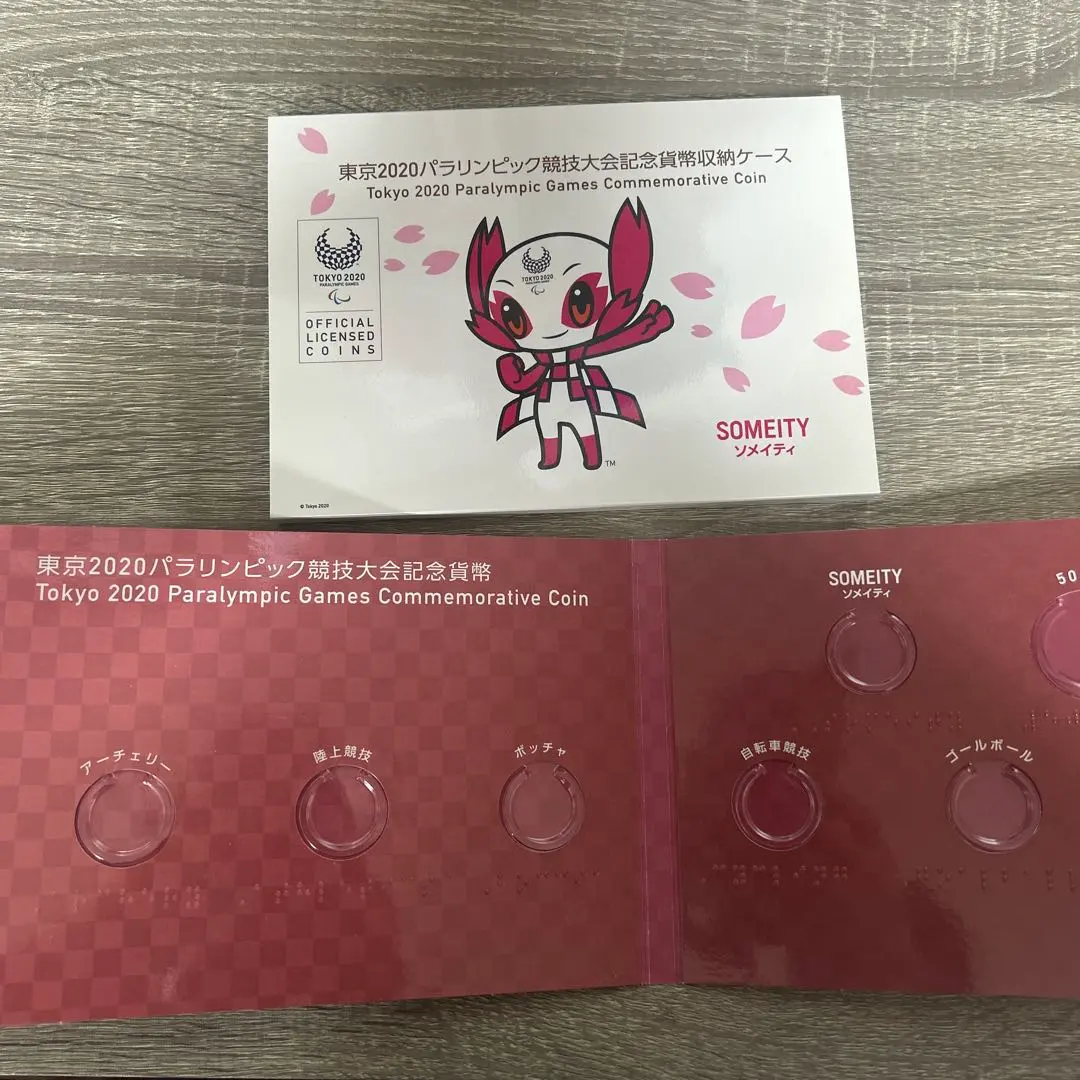 東京2020パラリンピック競技大会記念貨幣収納ケース
Tokyo 2020 Paralympic Games Commemorative Coin
TOKYO 2020
PARALYMPIC GAMES
OFFICIAL
LICENSED
COINS
TOKYO 2020
SOMEITY
ソメイティ
TM
© Tokyo 2020
東京2020パラリンピック競技大会記念貨幣
Tokyo 2020 Paralympic Games Commemorative Coin
SOMEITY
ソメイティ
50
アーチェリー
陸上競技
ボッチャ
自転車競技
ゴールボール